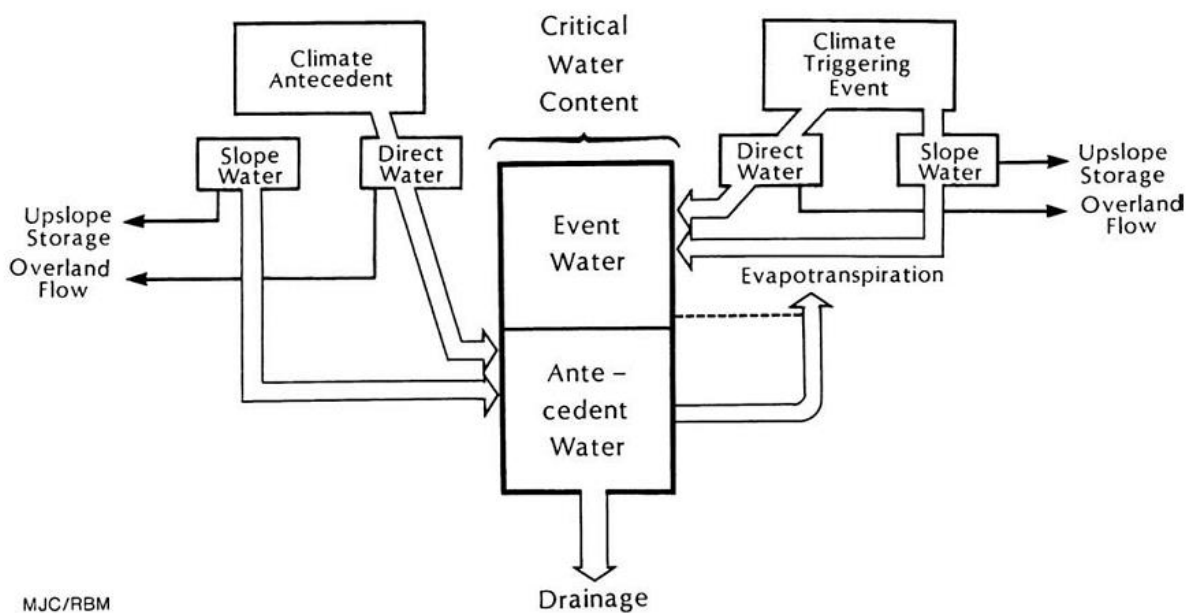 Critical
Water
Content
Climate
Antecedent
Slope
Water
Direct
Water
Upslope
Storage
Overland
Flow
Climate
Triggering
Event
Direct
Water
Slope
Water
Upslope
Storage
Overland
Flow
Event
Water
Evapotranspiration
Ante –
cedent
Water
Drainage
MJC/RBM